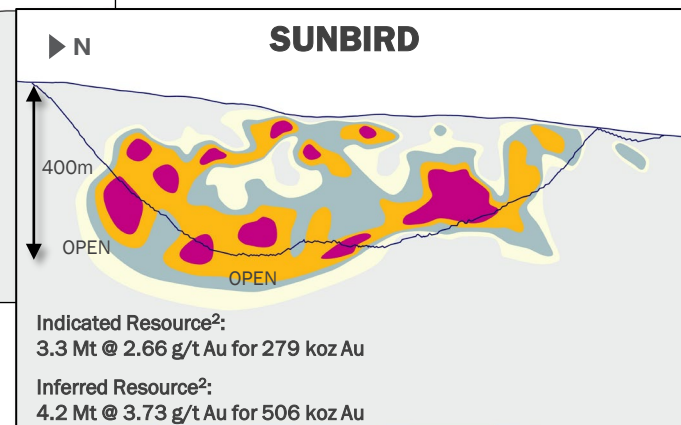 N
SUNBIRD
400m
OPEN
OPEN
Indicated Resource²:
3.3 Mt @ 2.66 g/t Au for 279 koz Au
Inferred Resource²:
4.2 Mt @ 3.73 g/t Au for 506 koz Au